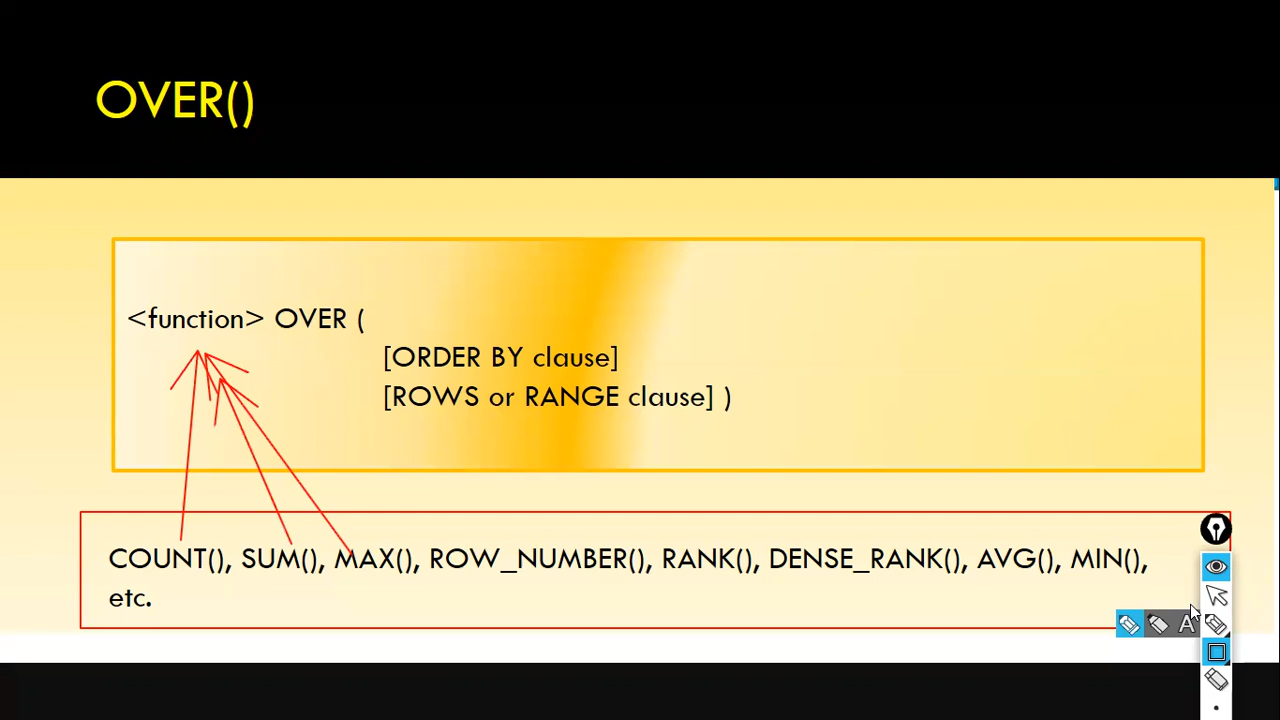 OVER()
<function> OVER (
[ORDER BY clause]
[ROWS or RANGE clause] )
COUNT(), SUM(), MAX(), ROW_NUMBER(), RANK(), DENSE_RANK(), AVG(), MIN(),
etc.
A